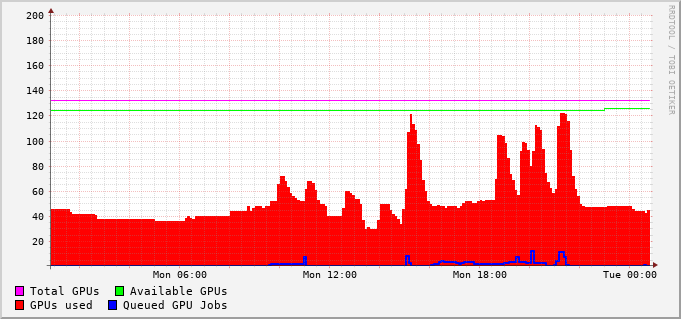 200
180
160
140
120
100
80
60
40
20
Mon 06:00 Mon 12:00 Mon 18:00 Tue 00:00
Total GPUs Available GPUs
GPUs used Queued GPU Jobs
RRDTOOL / TOBI OETIKER